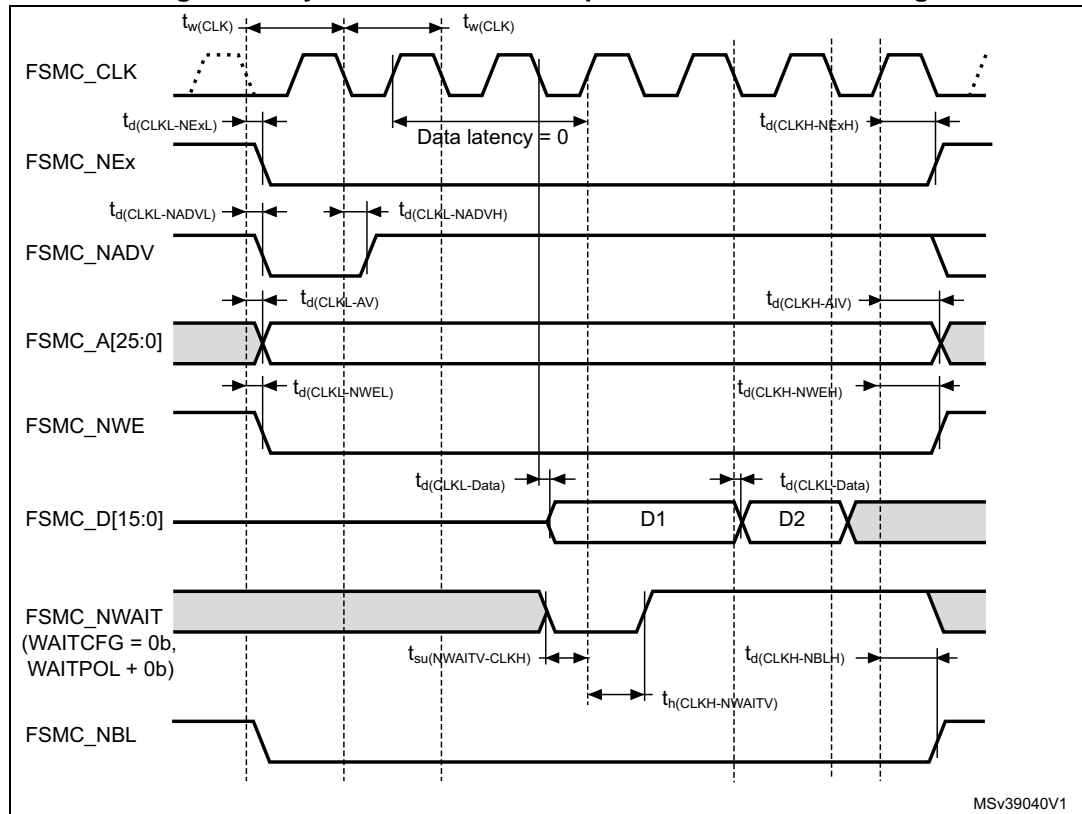 tw(CLK) tw(CLK)
FSMC_CLK
td(CLKL-NExL) Data latency = 0 td(CLKH-NExH)
FSMC_NEx
td(CLKL-NADVL) td(CLKL-NADVH)
FSMC_NADV
td(CLKL-AV) td(CLKH-AIV)
FSMC_A[25:0]
td(CLKL-NWEL) td(CLKH-NWEH)
FSMC_NWE
td(CLKL-Data) td(CLKL-Data)
FSMC_D[15:0] D1 D2
FSMC_NWAIT
(WAITCFG = 0b,
WAITPOL + 0b)
tsu(NWAITV-CLKH) td(CLKH-NBLH)
th(CLKH-NWAITV)
FSMC_NBL
MSv39040V1